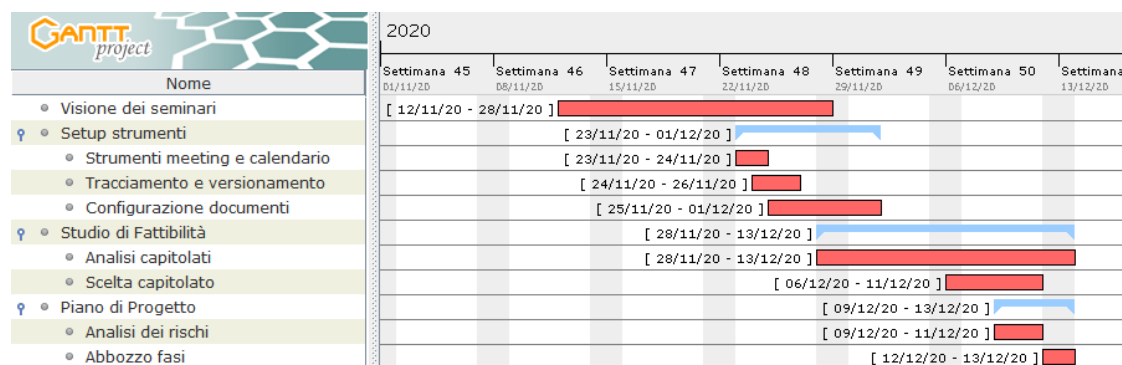 GANTT
project
2020
Settimana 45 Settimana 46 Settimana 47 Settimana 48 Settimana 49 Settimana 50 Settimana
01/11/20 08/11/20 15/11/20 22/11/20 29/11/20 06/12/20 13/12/20
Nome
Visione dei seminari [ 12/11/20 - 28/11/20 ]
Setup strumenti [ 23/11/20 - 01/12/20 ]
Strumenti meeting e calendario [ 23/11/20 - 24/11/20 ]
Tracciamento e versionamento [ 24/11/20 - 26/11/20 ]
Configurazione documenti [ 25/11/20 - 01/12/20 ]
Studio di Fattibilità [ 28/11/20 - 13/12/20 ]
Analisi capitolati [ 28/11/20 - 13/12/20 ]
Scelta capitolato [ 06/12/20 - 11/12/20 ]
Piano di Progetto [ 09/12/20 - 13/12/20 ]
Analisi dei rischi [ 09/12/20 - 11/12/20 ]
Abbozzo fasi [ 12/12/20 - 13/12/20 ]